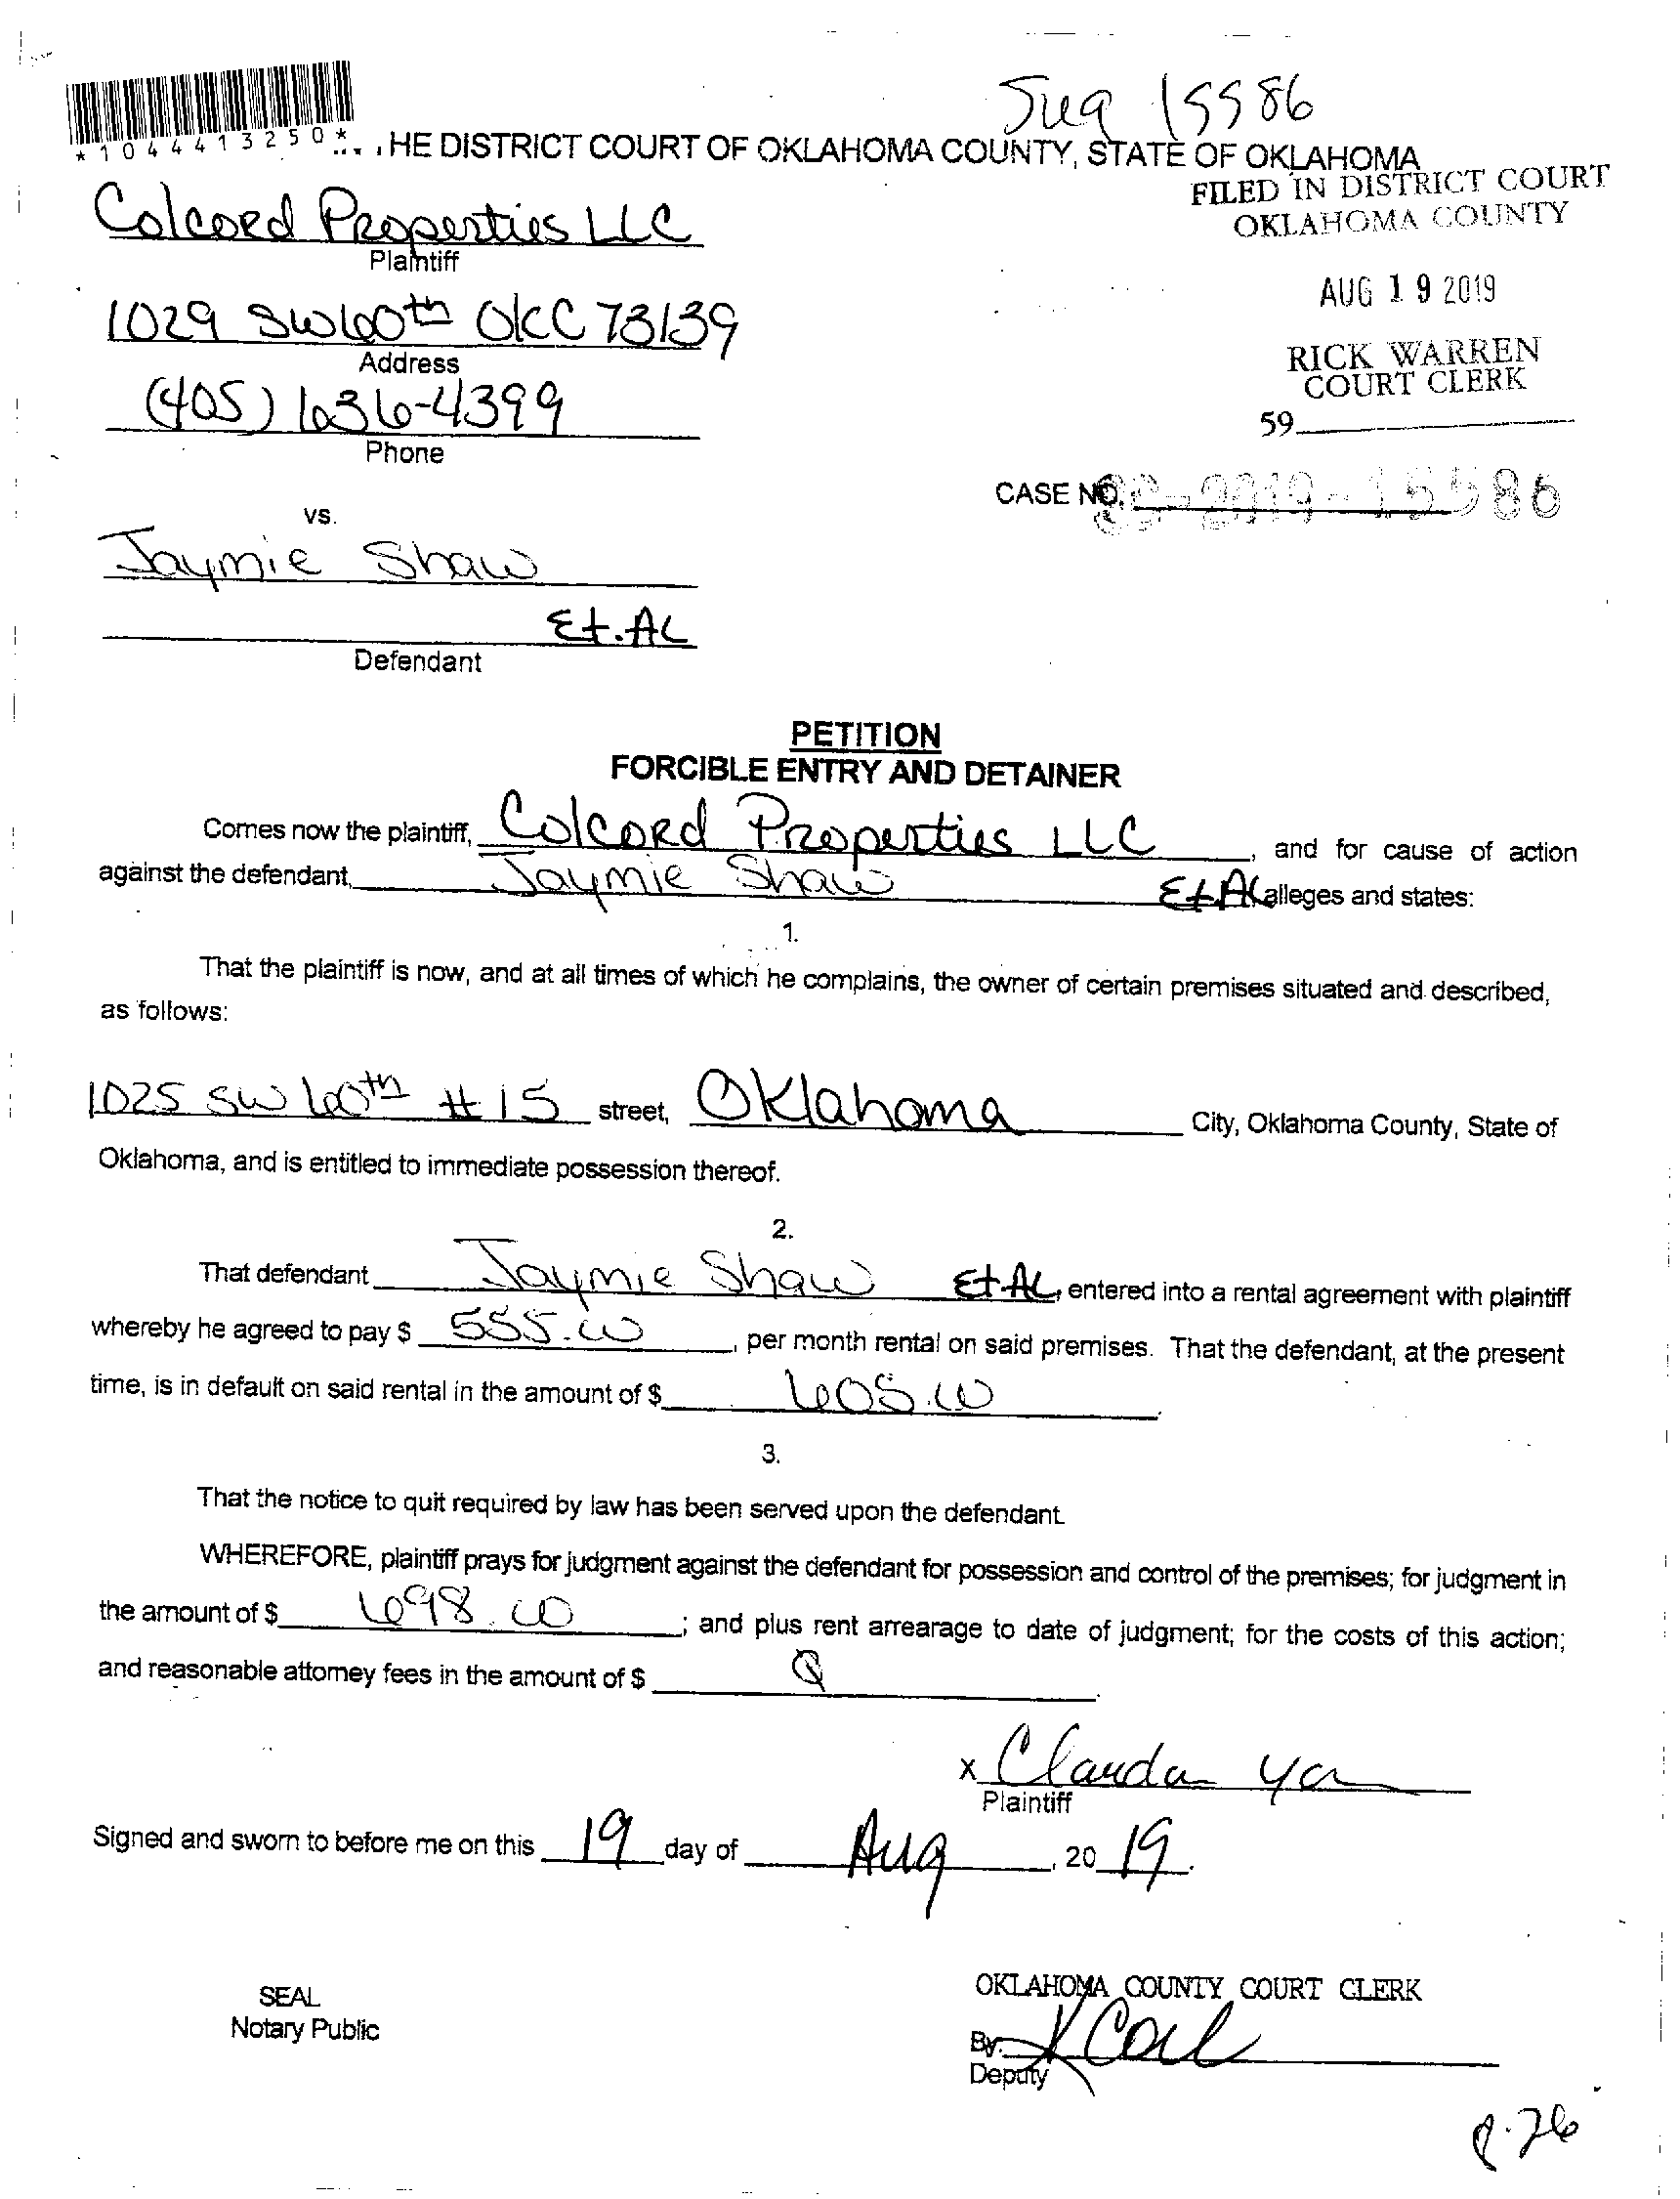 15586
*1044413250*
HE DISTRICT COURT OF OKLAHOMA COUNTY, STATE OF OKLAHOMA
FILED IN DISTRICT COURT
OKLAHOMA COUNTY
Colcord Properties LLC
Plaintiff
AUG 19 2019
1029 SW 60th OKC 73139
Address
RICK WARREN
COURT CLERK
(405) 636-4399
59
Phone
CASE NO. SC-2019-15586
vs.
Jaymie Shaw
Et. AL
Defendant
PETITION
FORCIBLE ENTRY AND DETAINER
Comes now the plaintiff, Colcord Properties LLC, and for cause of action
against the defendant, Jaymie Shaw Et. Al alleges and states:
1.
That the plaintiff is now, and at all times of which he complains, the owner of certain premises situated and described,
as follows:
1025 SW 60th #15 street, Oklahoma City, Oklahoma County, State of
Oklahoma, and is entitled to immediate possession thereof.
2.
That defendant Jaymie Shaw Et. AL, entered into a rental agreement with plaintiff
whereby he agreed to pay $ 555.00, per month rental on said premises. That the defendant, at the present
time, is in default on said rental in the amount of $ 605.00.
3.
That the notice to quit required by law has been served upon the defendant.
WHEREFORE, plaintiff prays for judgment against the defendant for possession and control of the premises; for judgment in
the amount of $ 698.00; and plus rent arrearage to date of judgment; for the costs of this action;
and reasonable attorney fees in the amount of $
x Clauda
Plaintiff
Signed and sworn to before me on this 19 day of Aug, 20 19.
SEAL
Notary Public
OKLAHOMA COUNTY COURT CLERK
By:
Deputy
8.26